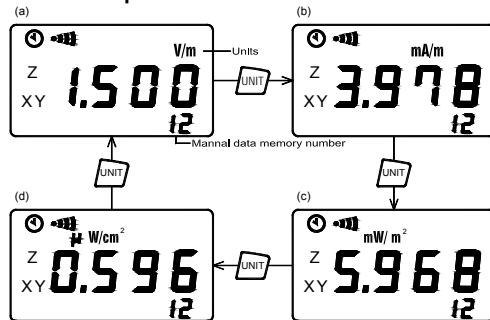 (a)
V/m
Units
Z
XY
1.500
12
UNIT
(b)
mA/m
Z
XY
3.978
12
Mannal data memory number
UNIT
UNIT
(d)
μ W/cm²
Z
XY
0.596
12
UNIT
(c)
mW/ m²
Z
XY
5.968
12